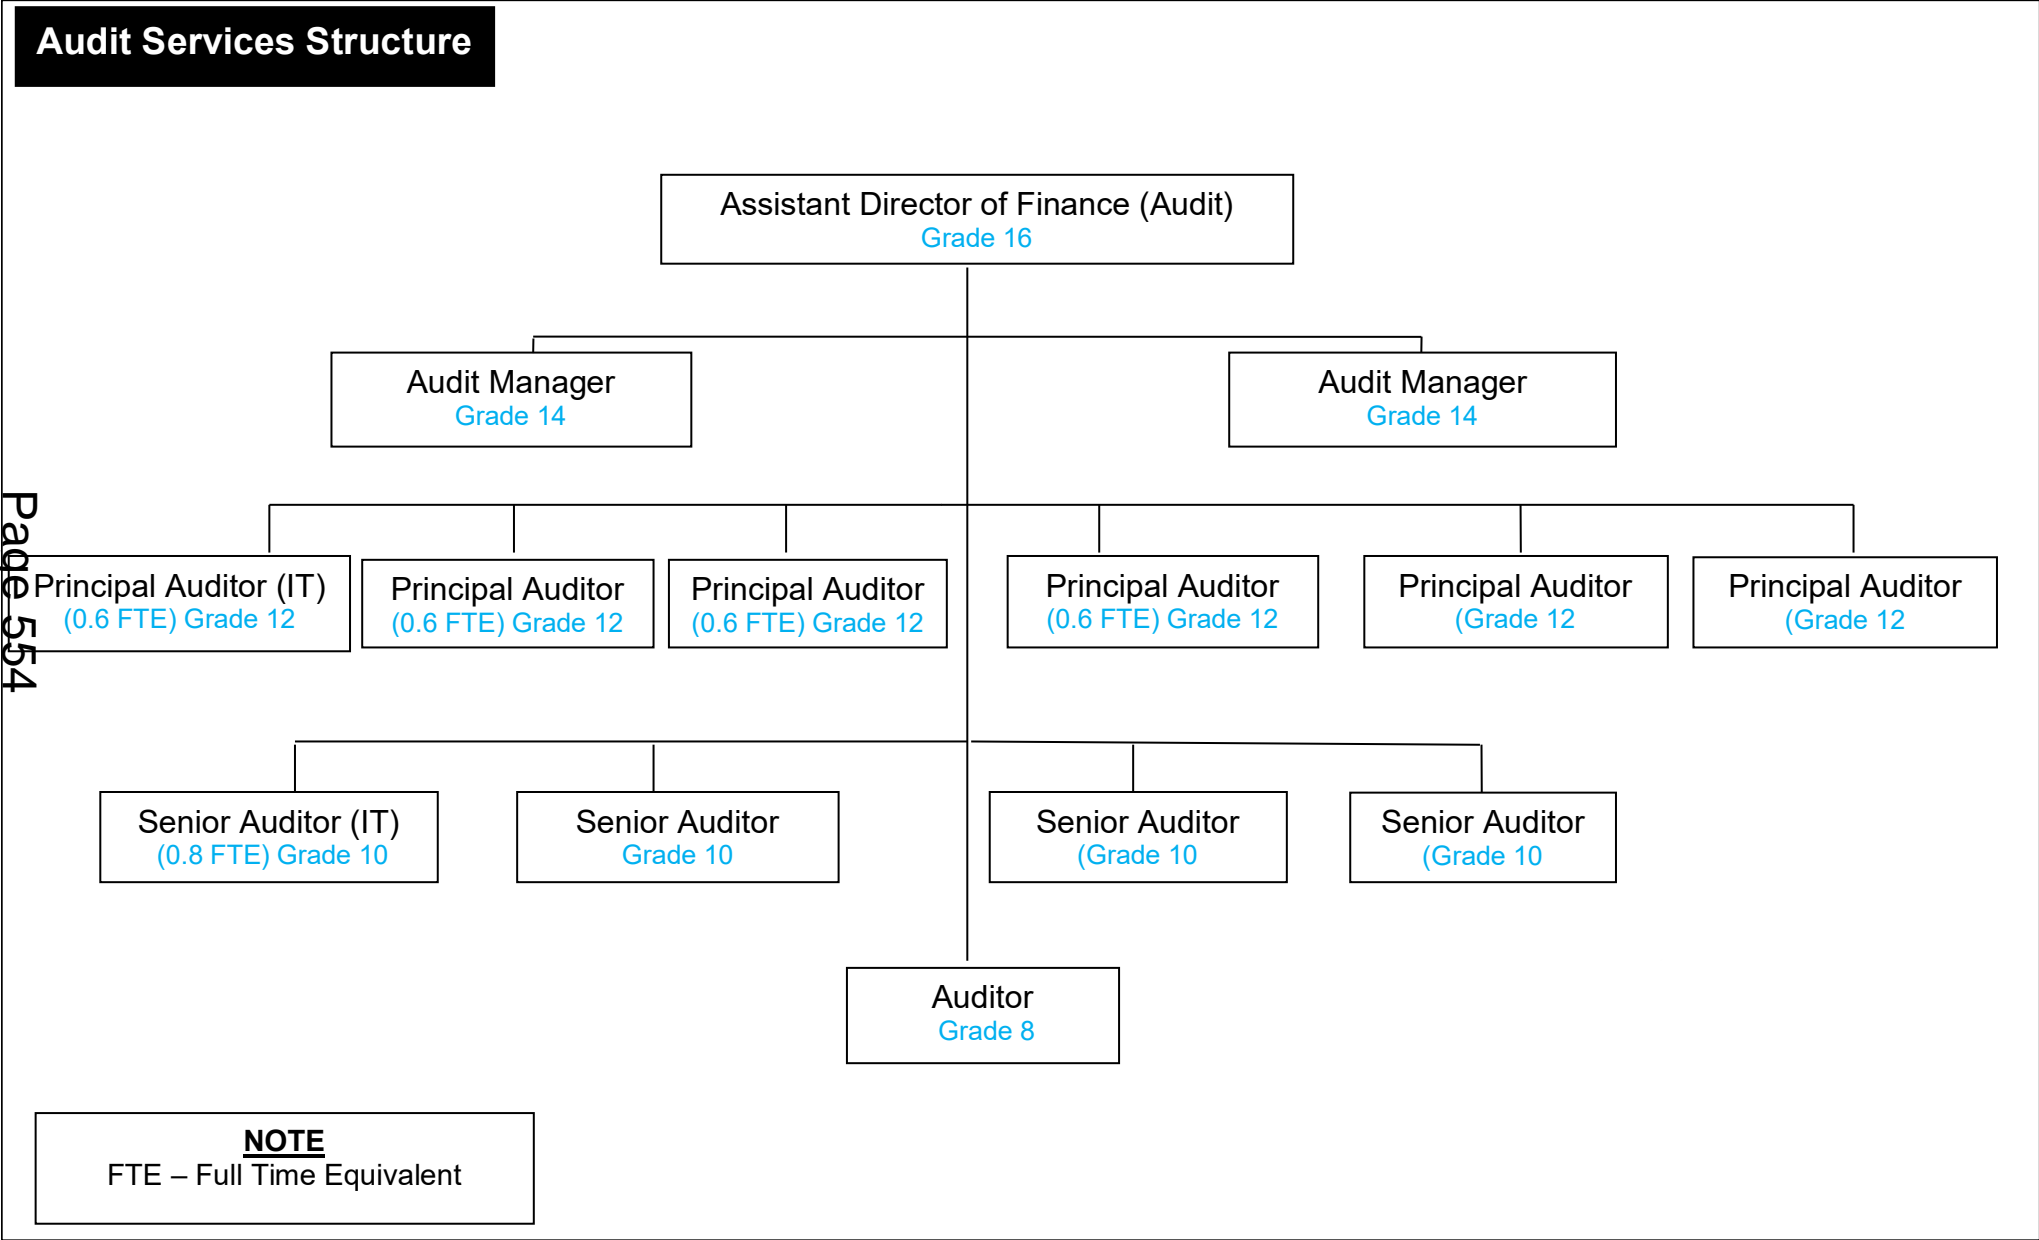 Audit Services Structure
Assistant Director of Finance (Audit)
Grade 16
Audit Manager
Grade 14
Audit Manager
Grade 14
Page 554
Principal Auditor (IT)
(0.6 FTE) Grade 12
Principal Auditor
(0.6 FTE) Grade 12
Principal Auditor
(0.6 FTE) Grade 12
Principal Auditor
(0.6 FTE) Grade 12
Principal Auditor
(Grade 12
Principal Auditor
(Grade 12
Senior Auditor (IT)
(0.8 FTE) Grade 10
Senior Auditor
Grade 10
Senior Auditor
(Grade 10
Senior Auditor
(Grade 10
Auditor
Grade 8
NOTE
FTE – Full Time Equivalent